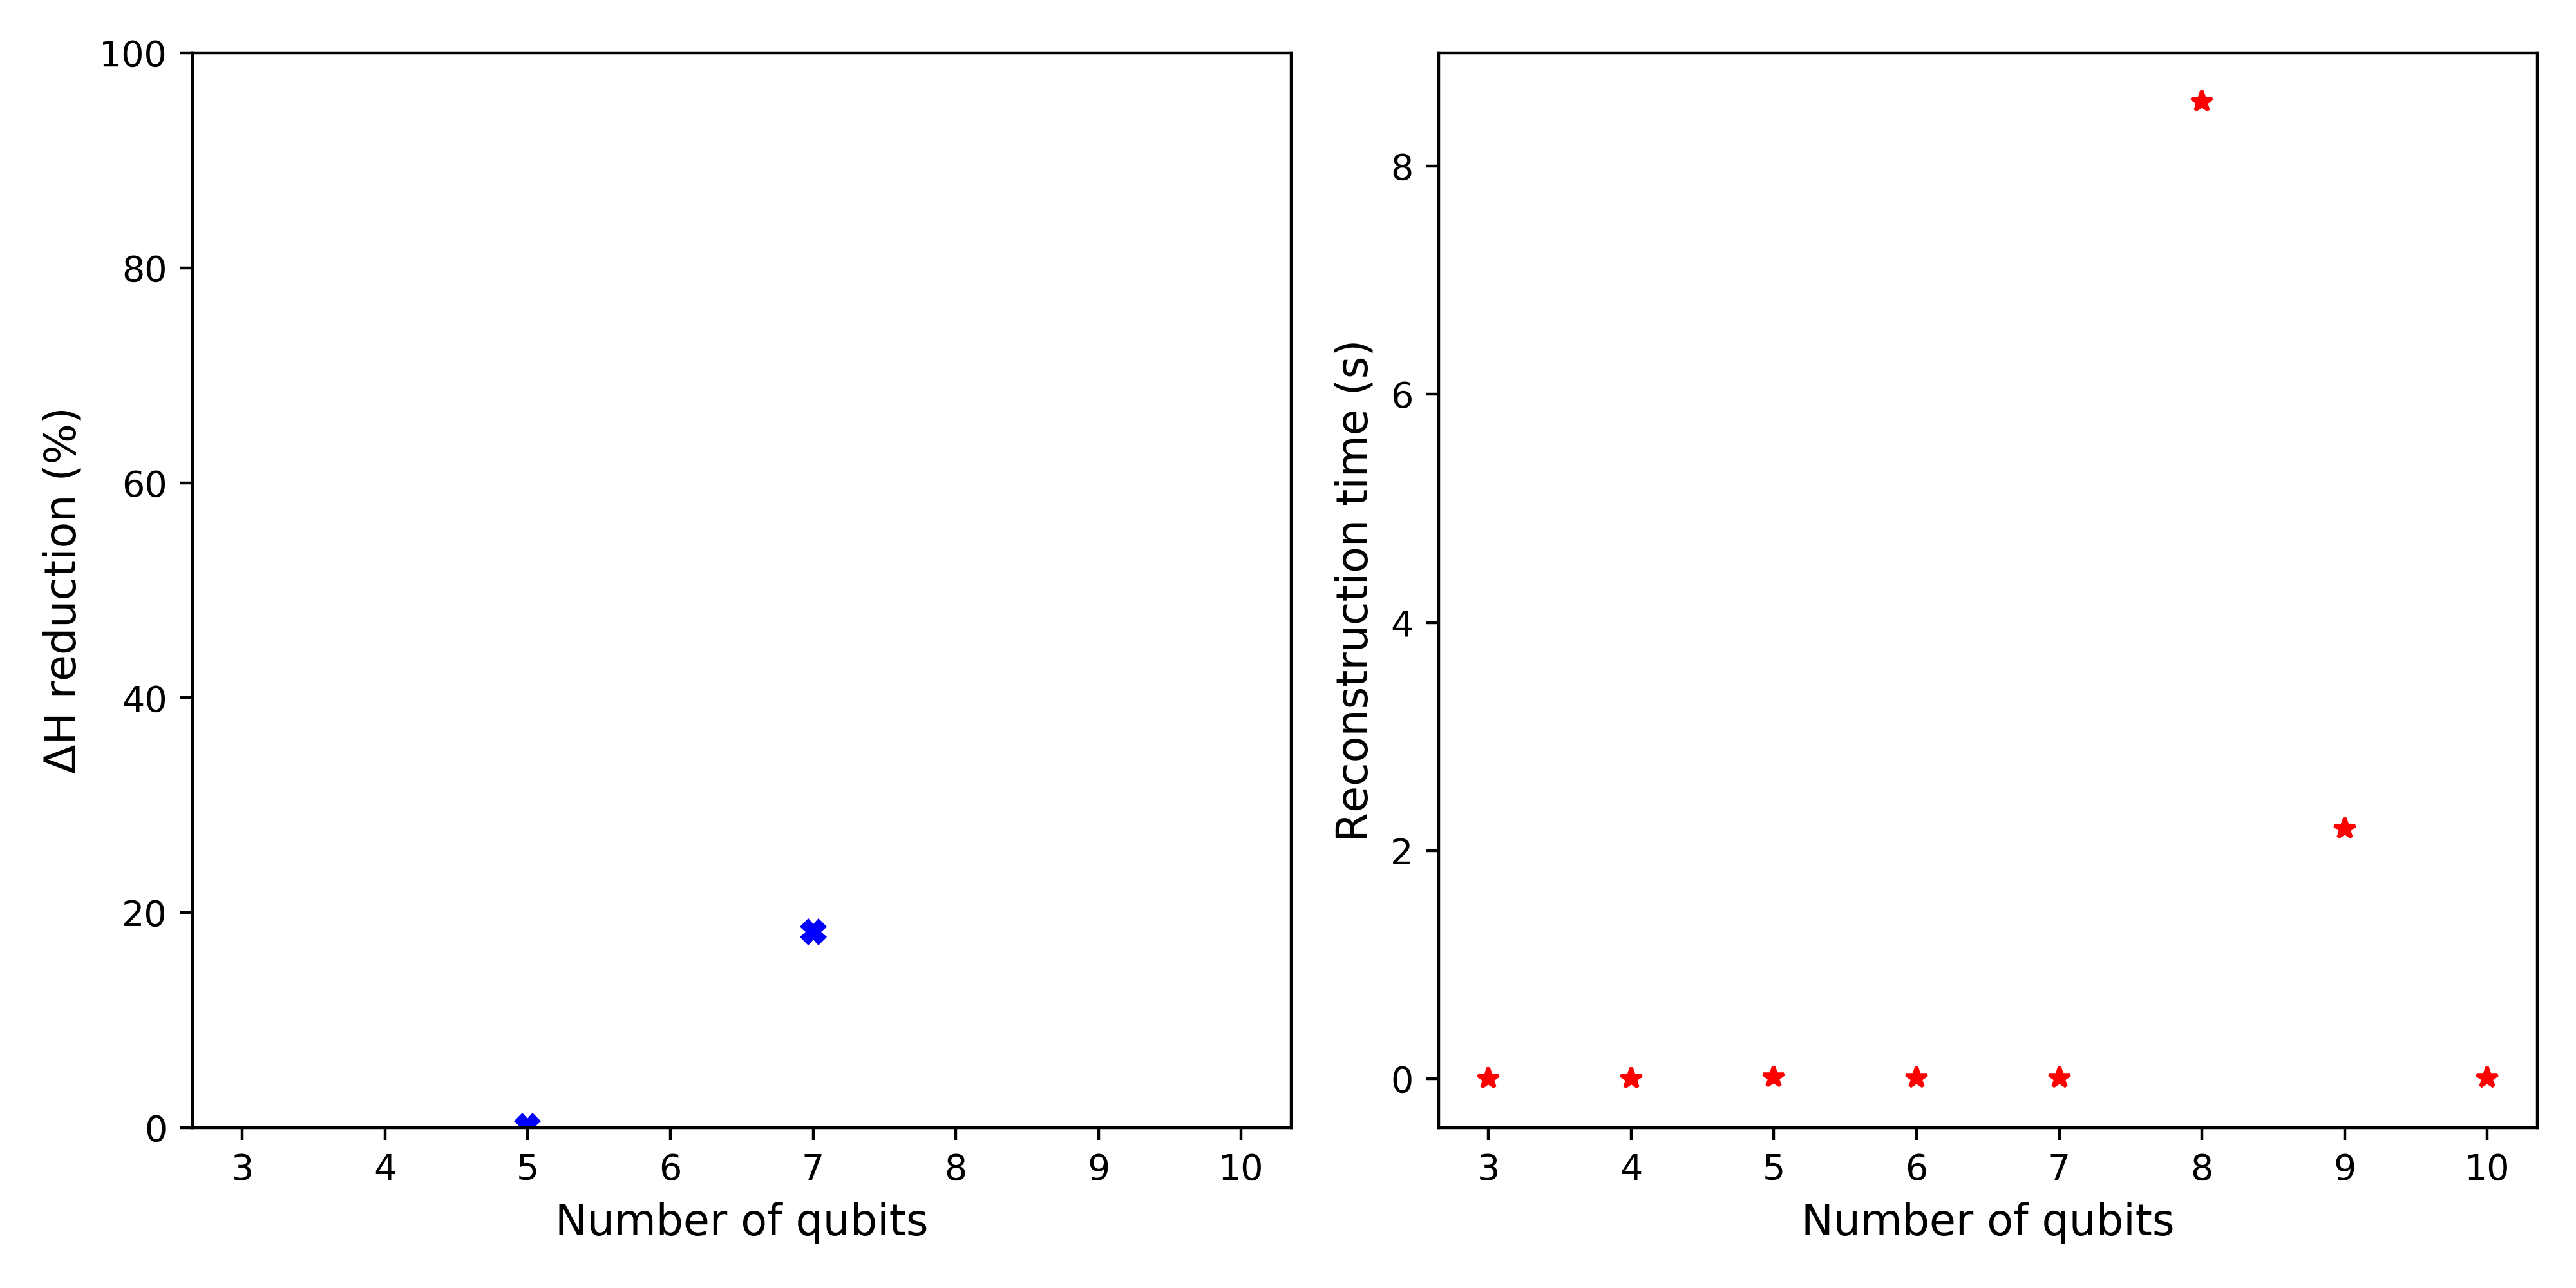 100
80
60
40
20
0
ΔH reduction (%)
3 4 5 6 7 8 9 10
Number of qubits
8
6
4
2
0
Reconstruction time (s)
3 4 5 6 7 8 9 10
Number of qubits